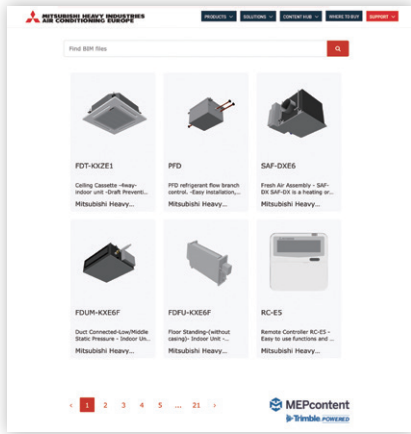 MITSUBISHI HEAVY INDUSTRIES
AIR CONDITIONING EUROPE
PRODUCTS SOLUTIONS CONTENT HUB WHERE TO BUY SUPPORT
Find BIM files
FDT-KXZE1 PFD SAF-DXE6
Ceiling Cassette -4way- PFD refrigerant flow branch Fresh Air Assembly - SAF-
indoor unit -Draft Preventi... control. -Easy installation,... DX SAF-DX is a heating or...
Mitsubishi Heavy... Mitsubishi Heavy... Mitsubishi Heavy...
FDUM-KXE6F FDFU-KXE6F RC-E5
Duct Connected-Low/Middle Floor Standing-(without Remote Controller RC-E5 -
Static Pressure - Indoor Un... casing)- Indoor Unit -... Easy to use functions and ...
Mitsubishi Heavy... Mitsubishi Heavy... Mitsubishi Heavy...
‹ 1 2 3 4 5 ... 21 ›
MEPcontent
Trimble. POWERED